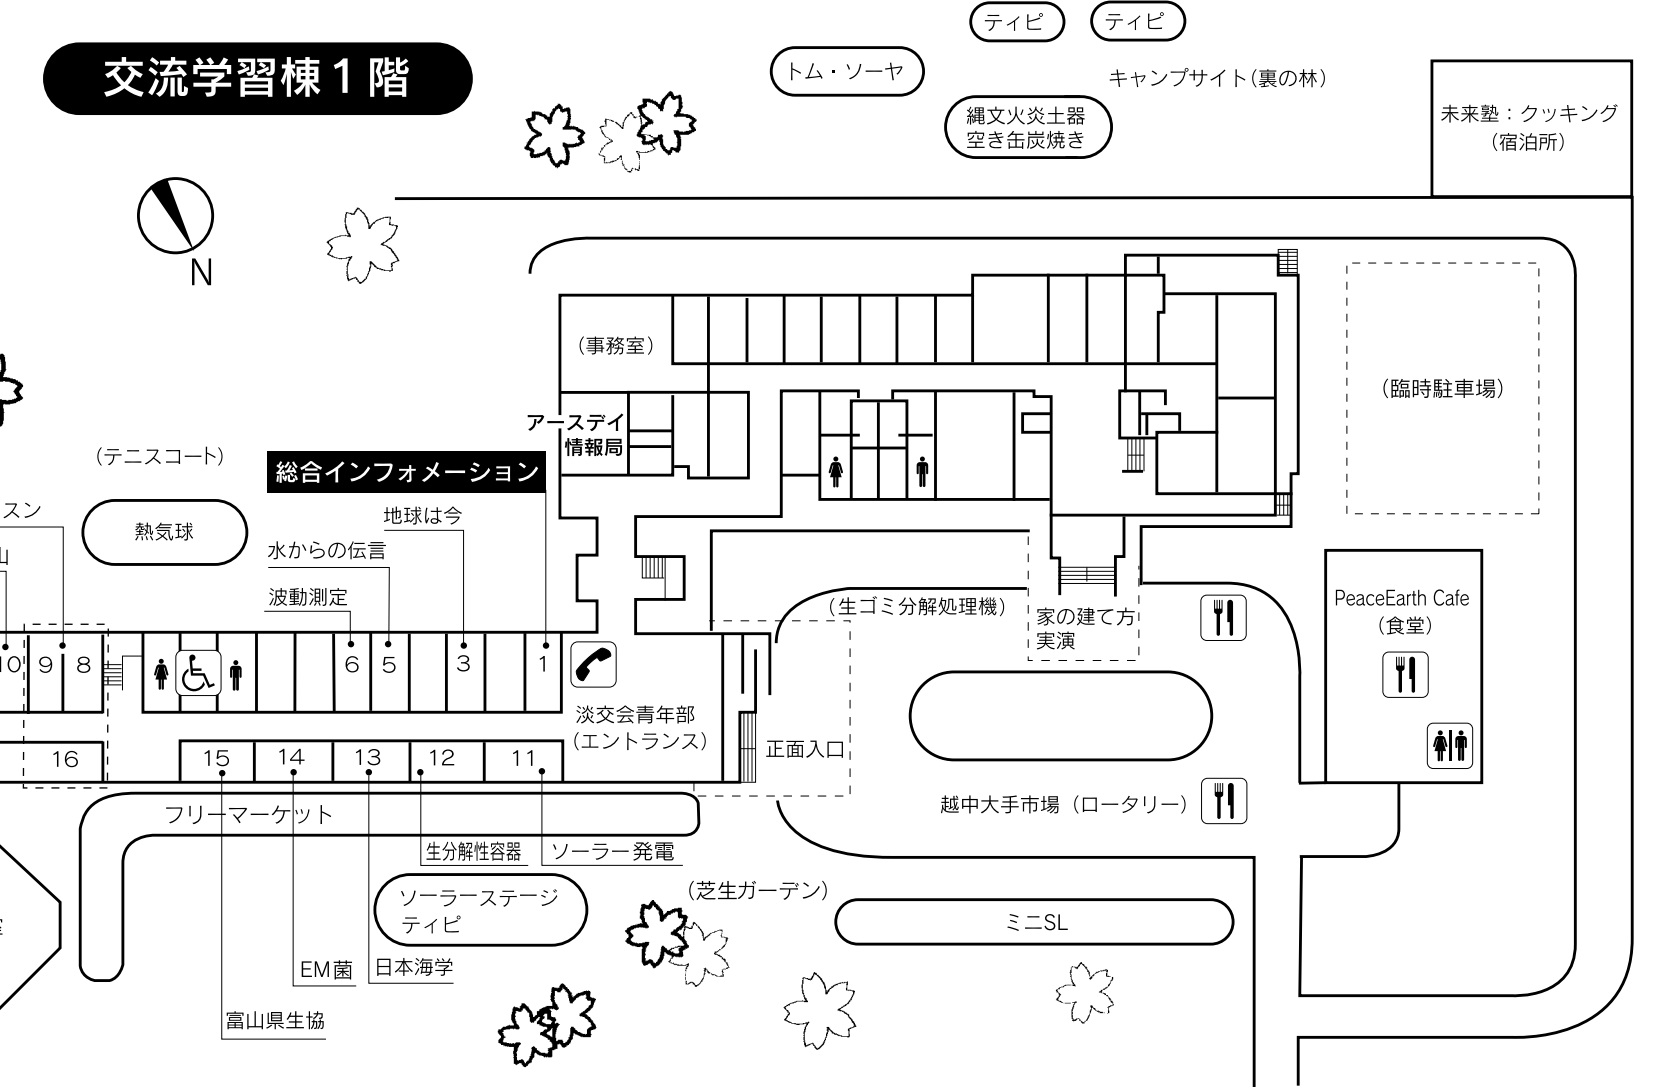 ティピ
ティピ
交流学習棟１階
トム・ソーヤ
キャンプサイト（裏の林）
縄文火炎土器
空き缶炭焼き
未来塾：クッキング
（宿泊所）
N
（事務室）
（臨時駐車場）
アースデイ
情報局
（テニスコート）
総合インフォメーション
スン
熱気球
地球は今
水からの伝言
波動測定
山
PeaceEarth Cafe
（食堂）
（生ゴミ分解処理機）
家の建て方
実演
10
9
8
6
5
3
1
淡交会青年部
（エントランス）
正面入口
16
15
14
13
12
11
越中大手市場（ロータリー）
フリーマーケット
生分解性容器
ソーラー発電
ソーラーステージ
ティピ
（芝生ガーデン）
ミニSL
EM菌
日本海学
富山県生協